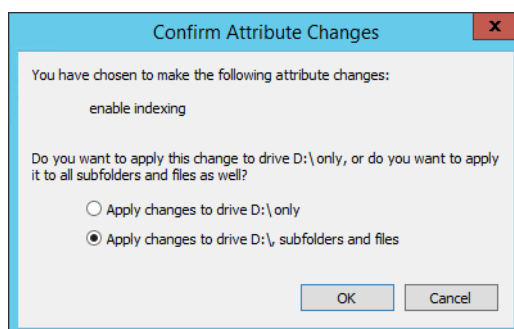 Confirm Attribute Changes
x
You have chosen to make the following attribute changes:
enable indexing
Do you want to apply this change to drive D:\ only, or do you want to apply
it to all subfolders and files as well?
Apply changes to drive D:\ only
Apply changes to drive D:\, subfolders and files
OK
Cancel